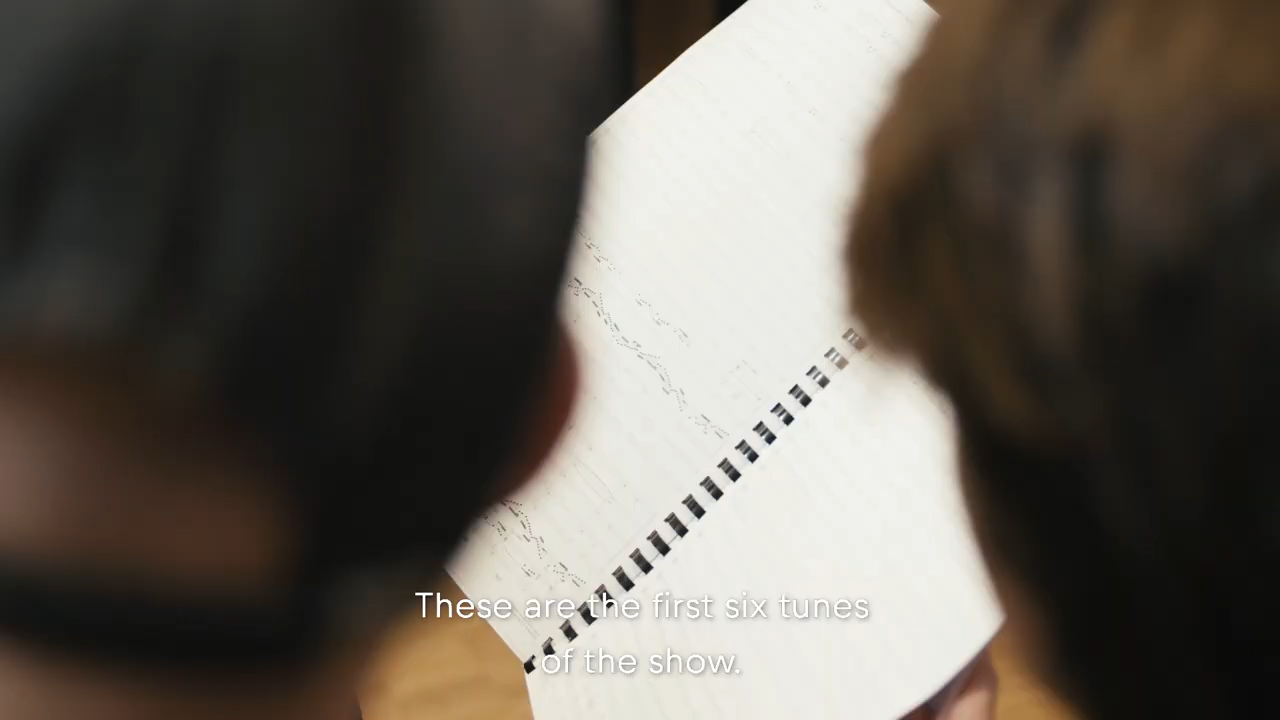 These are the first six tunes
of the show.